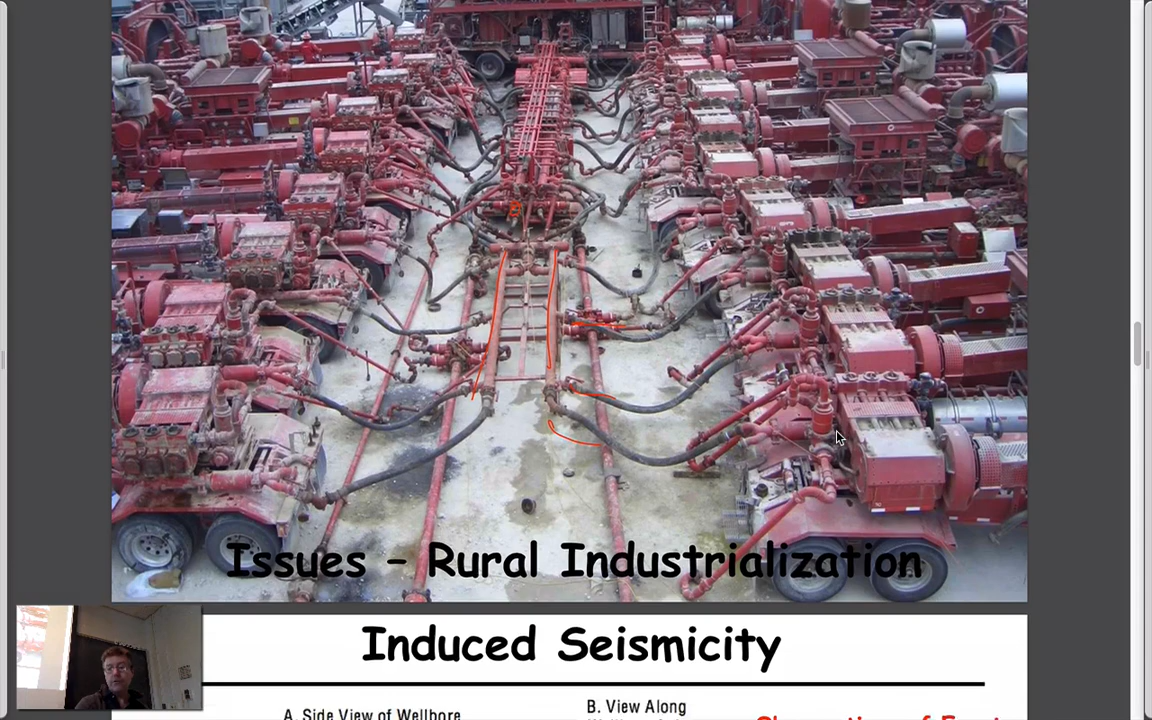 Issues – Rural Industrialization
Induced Seismicity
A. Side View of Wellbore
B. View Along